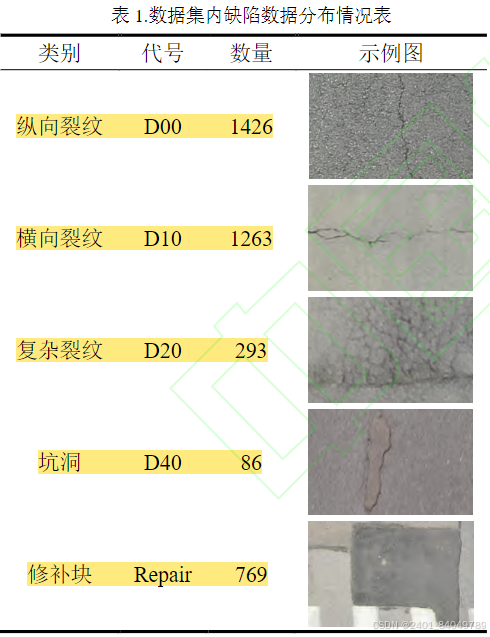 表 1.数据集内缺陷数据分布情况表
类别 代号 数量 示例图
纵向裂纹 D00 1426
横向裂纹 D10 1263
复杂裂纹 D20 293
坑洞 D40 86
修补块 Repair 769
CSDN @2401_84049789